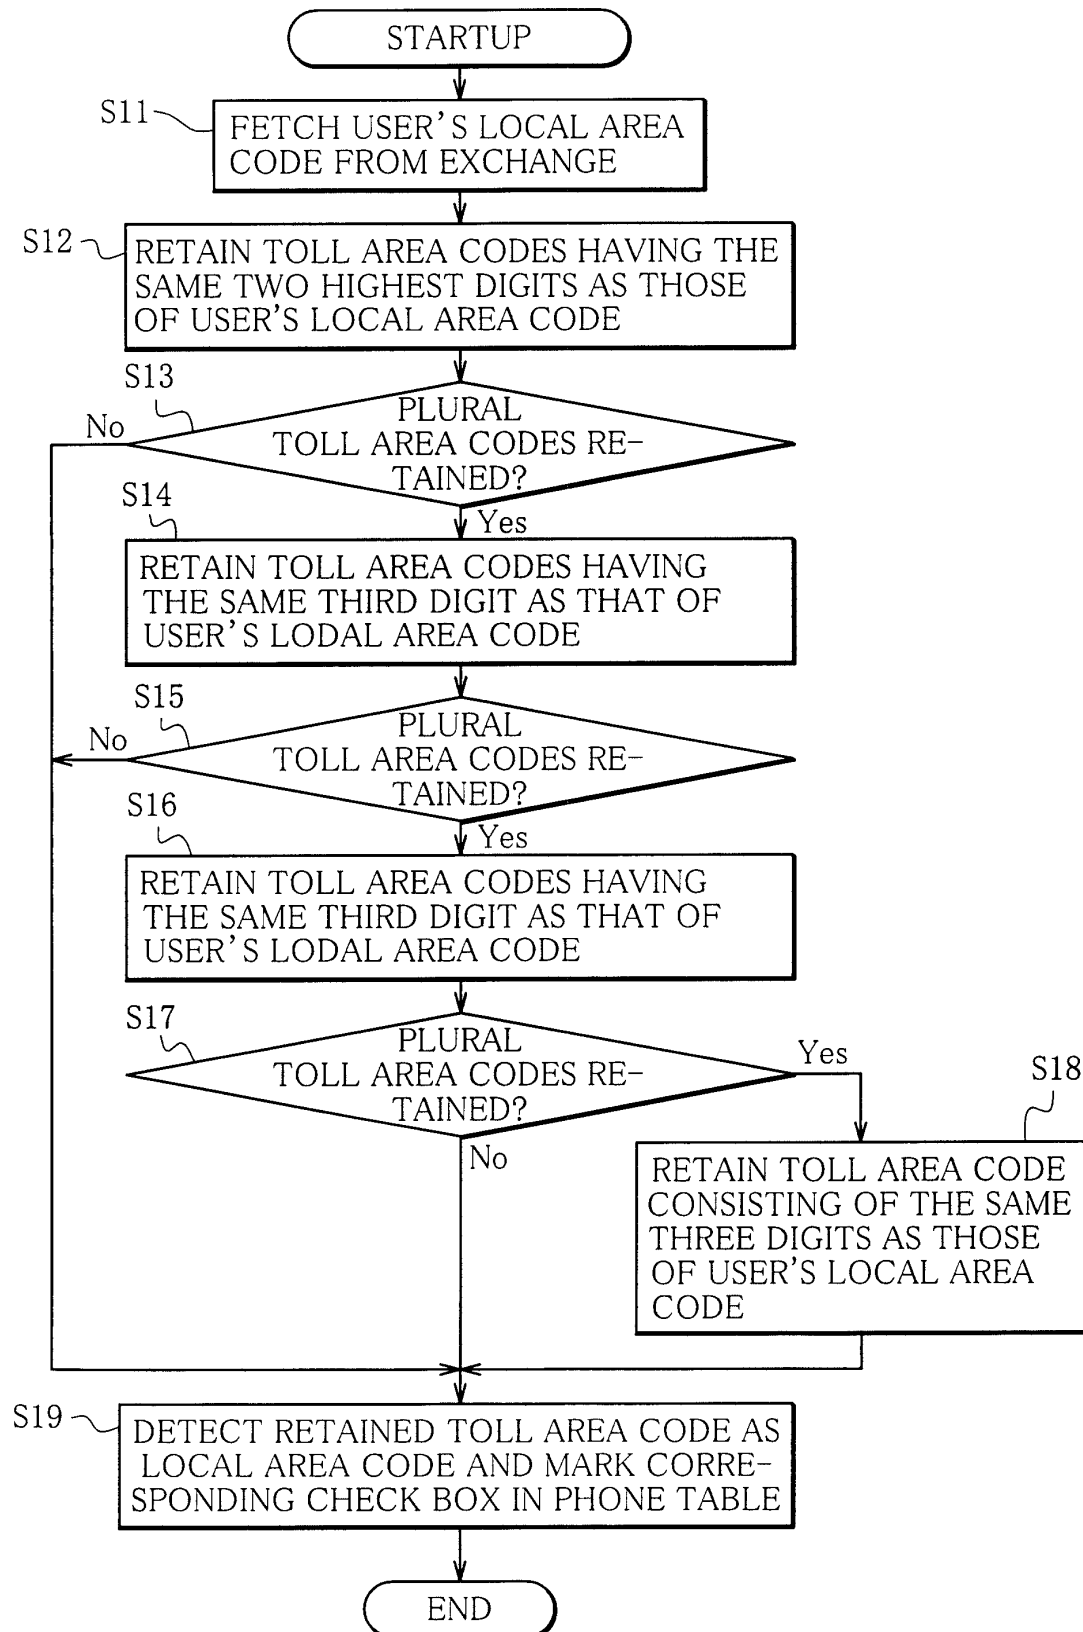 STARTUP
S11
FETCH USER'S LOCAL AREA
CODE FROM EXCHANGE
S12
RETAIN TOLL AREA CODES HAVING THE
SAME TWO HIGHEST DIGITS AS THOSE
OF USER'S LOCAL AREA CODE
S13
No
PLURAL
TOLL AREA CODES RE-
TAINED?
Yes
S14
RETAIN TOLL AREA CODES HAVING
THE SAME THIRD DIGIT AS THAT OF
USER'S LODAL AREA CODE
S15
No
PLURAL
TOLL AREA CODES RE-
TAINED?
Yes
S16
RETAIN TOLL AREA CODES HAVING
THE SAME THIRD DIGIT AS THAT OF
USER'S LODAL AREA CODE
S17
PLURAL
TOLL AREA CODES RE-
TAINED?
Yes
No
S18
RETAIN TOLL AREA CODE
CONSISTING OF THE SAME
THREE DIGITS AS THOSE
OF USER'S LOCAL AREA
CODE
S19
DETECT RETAINED TOLL AREA CODE AS
LOCAL AREA CODE AND MARK CORRE-
SPONDING CHECK BOX IN PHONE TABLE
END